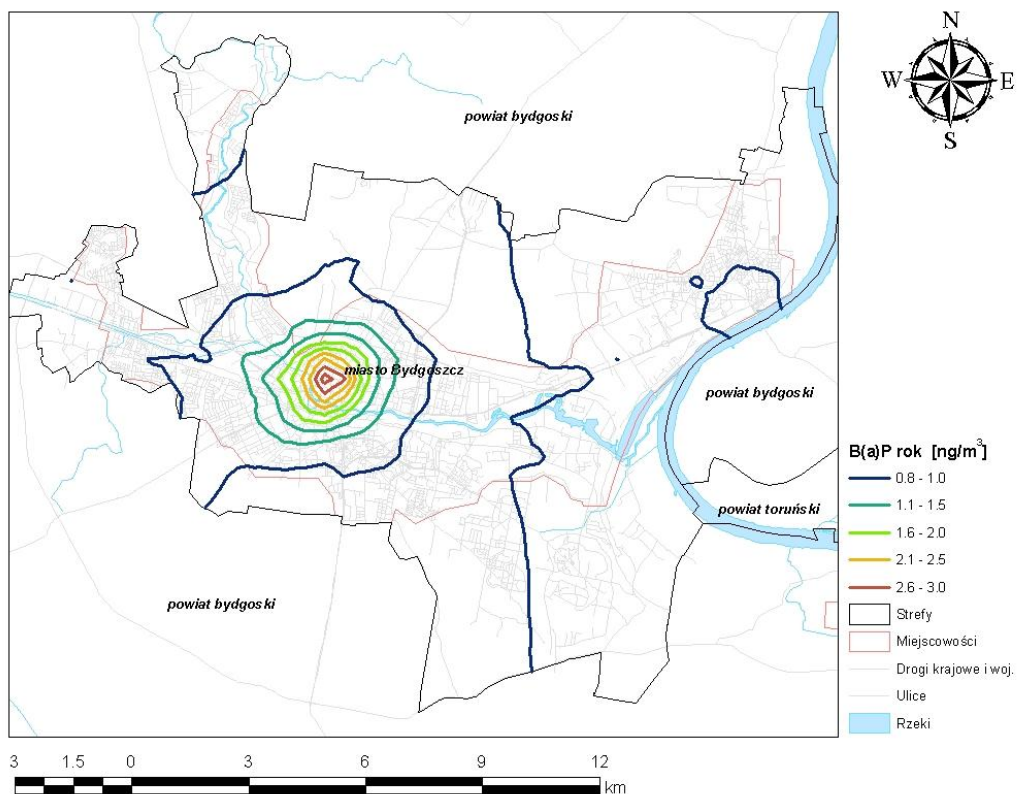 N
W E
S
powiat bydgoski
miasto Bydgoszcz
powiat bydgoski
powiat toruński
powiat bydgoski
B(a)P rok [ng/m³]
0.8 - 1.0
1.1 - 1.5
1.6 - 2.0
2.1 - 2.5
2.6 - 3.0
Strefy
Miejscowości
Drogi krajowe i woj.
Ulice
Rzeki
3 1.5 0 3 6 9 12
km